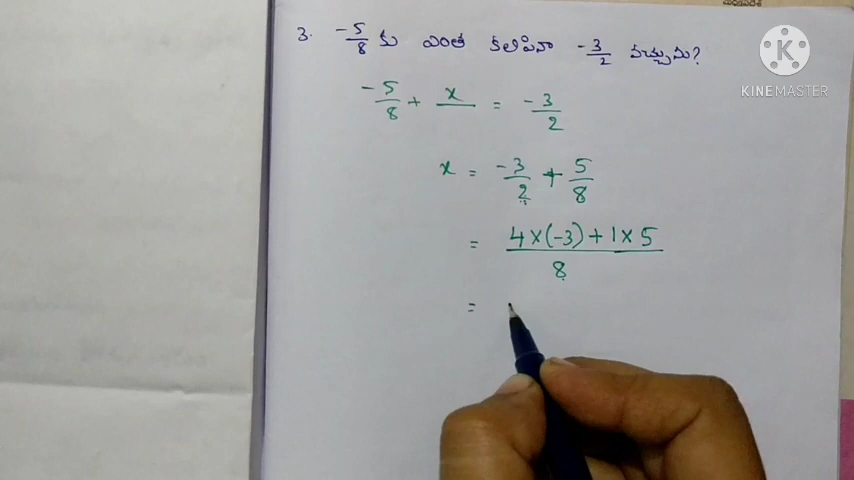 KINEMASTER
3. -5/8 కు ఎంత కలిపినా -3/2 వచ్చును?
-5/8 + x = -3/2
x = -3/2 + 5/8
= 4×(-3)+1×5/8
=